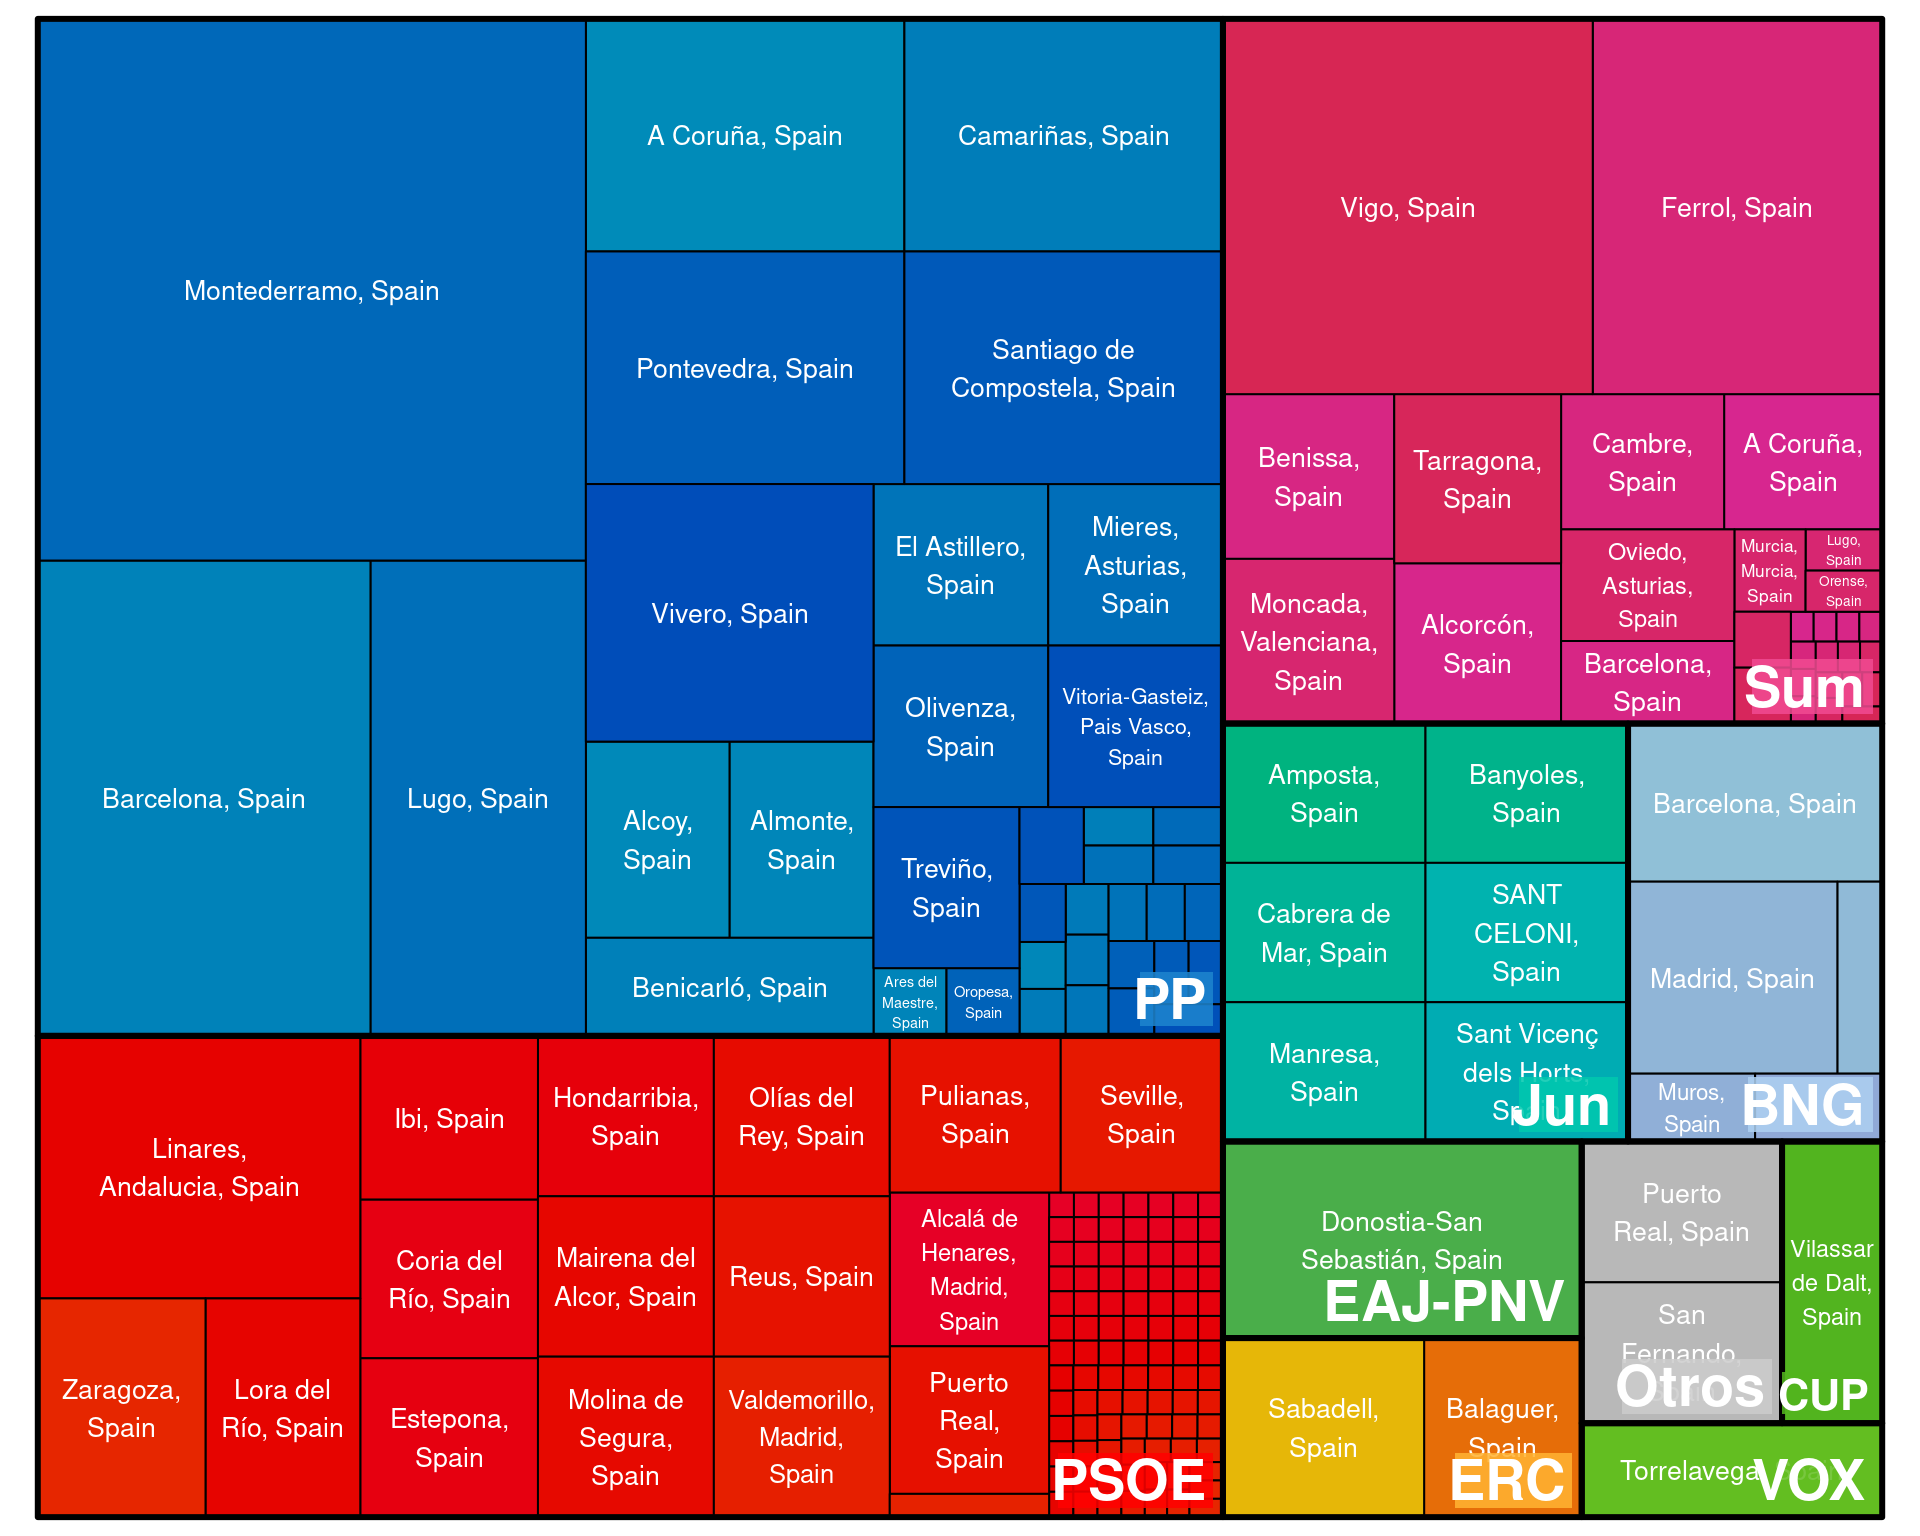 Montederramo, Spain
A Coruña, Spain
Camariñas, Spain
Pontevedra, Spain
Santiago de
Compostela, Spain
Barcelona, Spain
Lugo, Spain
Vivero, Spain
El Astillero,
Spain
Mieres,
Asturias,
Spain
Olivenza,
Spain
Vitoria-Gasteiz,
Pais Vasco,
Spain
Alcoy,
Spain
Almonte,
Spain
Benicarló, Spain
Treviño,
Spain
Ares del
Maestre,
Spain
Oropesa,
Spain
PP
Vigo, Spain
Ferrol, Spain
Benissa,
Spain
Tarragona,
Spain
Cambre,
Spain
A Coruña,
Spain
Moncada,
Valenciana,
Spain
Alcorcón,
Spain
Oviedo,
Asturias,
Spain
Barcelona,
Spain
Murcia,
Murcia,
Spain
Lugo,
Spain
Orense,
Spain
Sum
Amposta,
Spain
Banyoles,
Spain
Cabrera de
Mar, Spain
SANT
CELONI,
Spain
Manresa,
Spain
Sant Vicenç
dels Horts,
Spain
Jun
Barcelona, Spain
Madrid, Spain
Muros,
Spain
BNG
Linares,
Andalucia, Spain
Zaragoza,
Spain
Lora del
Río, Spain
Ibi, Spain
Coria del
Río, Spain
Estepona,
Spain
Hondarribia,
Spain
Mairena del
Alcor, Spain
Molina de
Segura,
Spain
Olías del
Rey, Spain
Reus, Spain
Valdemorillo,
Madrid,
Spain
Pulianas,
Spain
Seville,
Spain
Alcalá de
Henares,
Madrid,
Spain
Puerto
Real,
Spain
PSOE
Donostia-San
Sebastián, Spain
EAJ-PNV
Sabadell,
Spain
Balaguer,
Spain
ERC
Puerto
Real, Spain
San
Fernando,
Otros
Vilassar
de Dalt,
Spain
CUP
Torrelavega
VOX